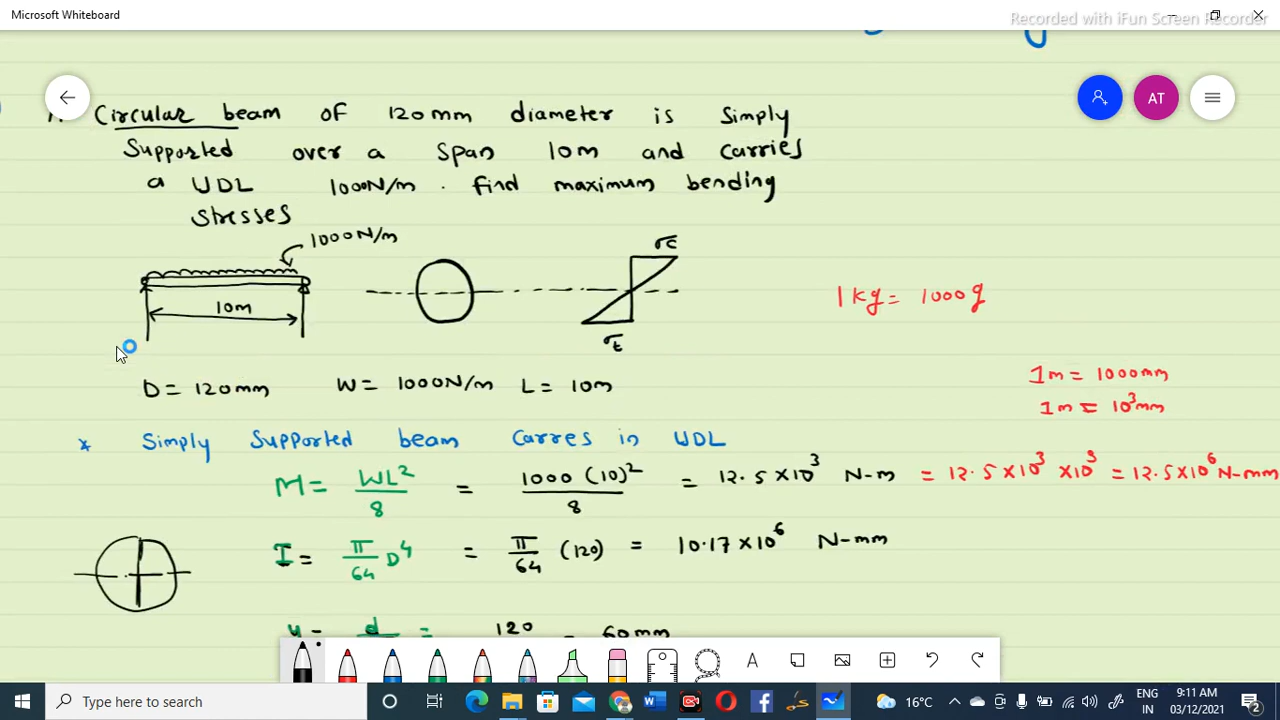 Microsoft Whiteboard
Recorded with iFun Screen Recorder
AT
Circular beam of 120mm diameter is Simply
Supported over a Span 10m and carries
a UDL 1000N/m . find maximum bending
stresses
1000N/m
σc
10m
σt
1kg = 1000g
1m = 1000mm
1m = 10³mm
D = 120mm W = 1000N/m L = 10m
* Simply Supported beam Carres in UDL
M = WL²/8 = 1000 (10)²/8 = 12.5×10³ N-m = 12.5×10³ ×10³ = 12.5×10⁶ N-mm
I = π/64 D⁴ = π/64 (120) = 10.17×10⁶ N-mm
y = d = 120 = 60mm
A
Type here to search
16°C
ENG
IN
9:11 AM
03/12/2021
2